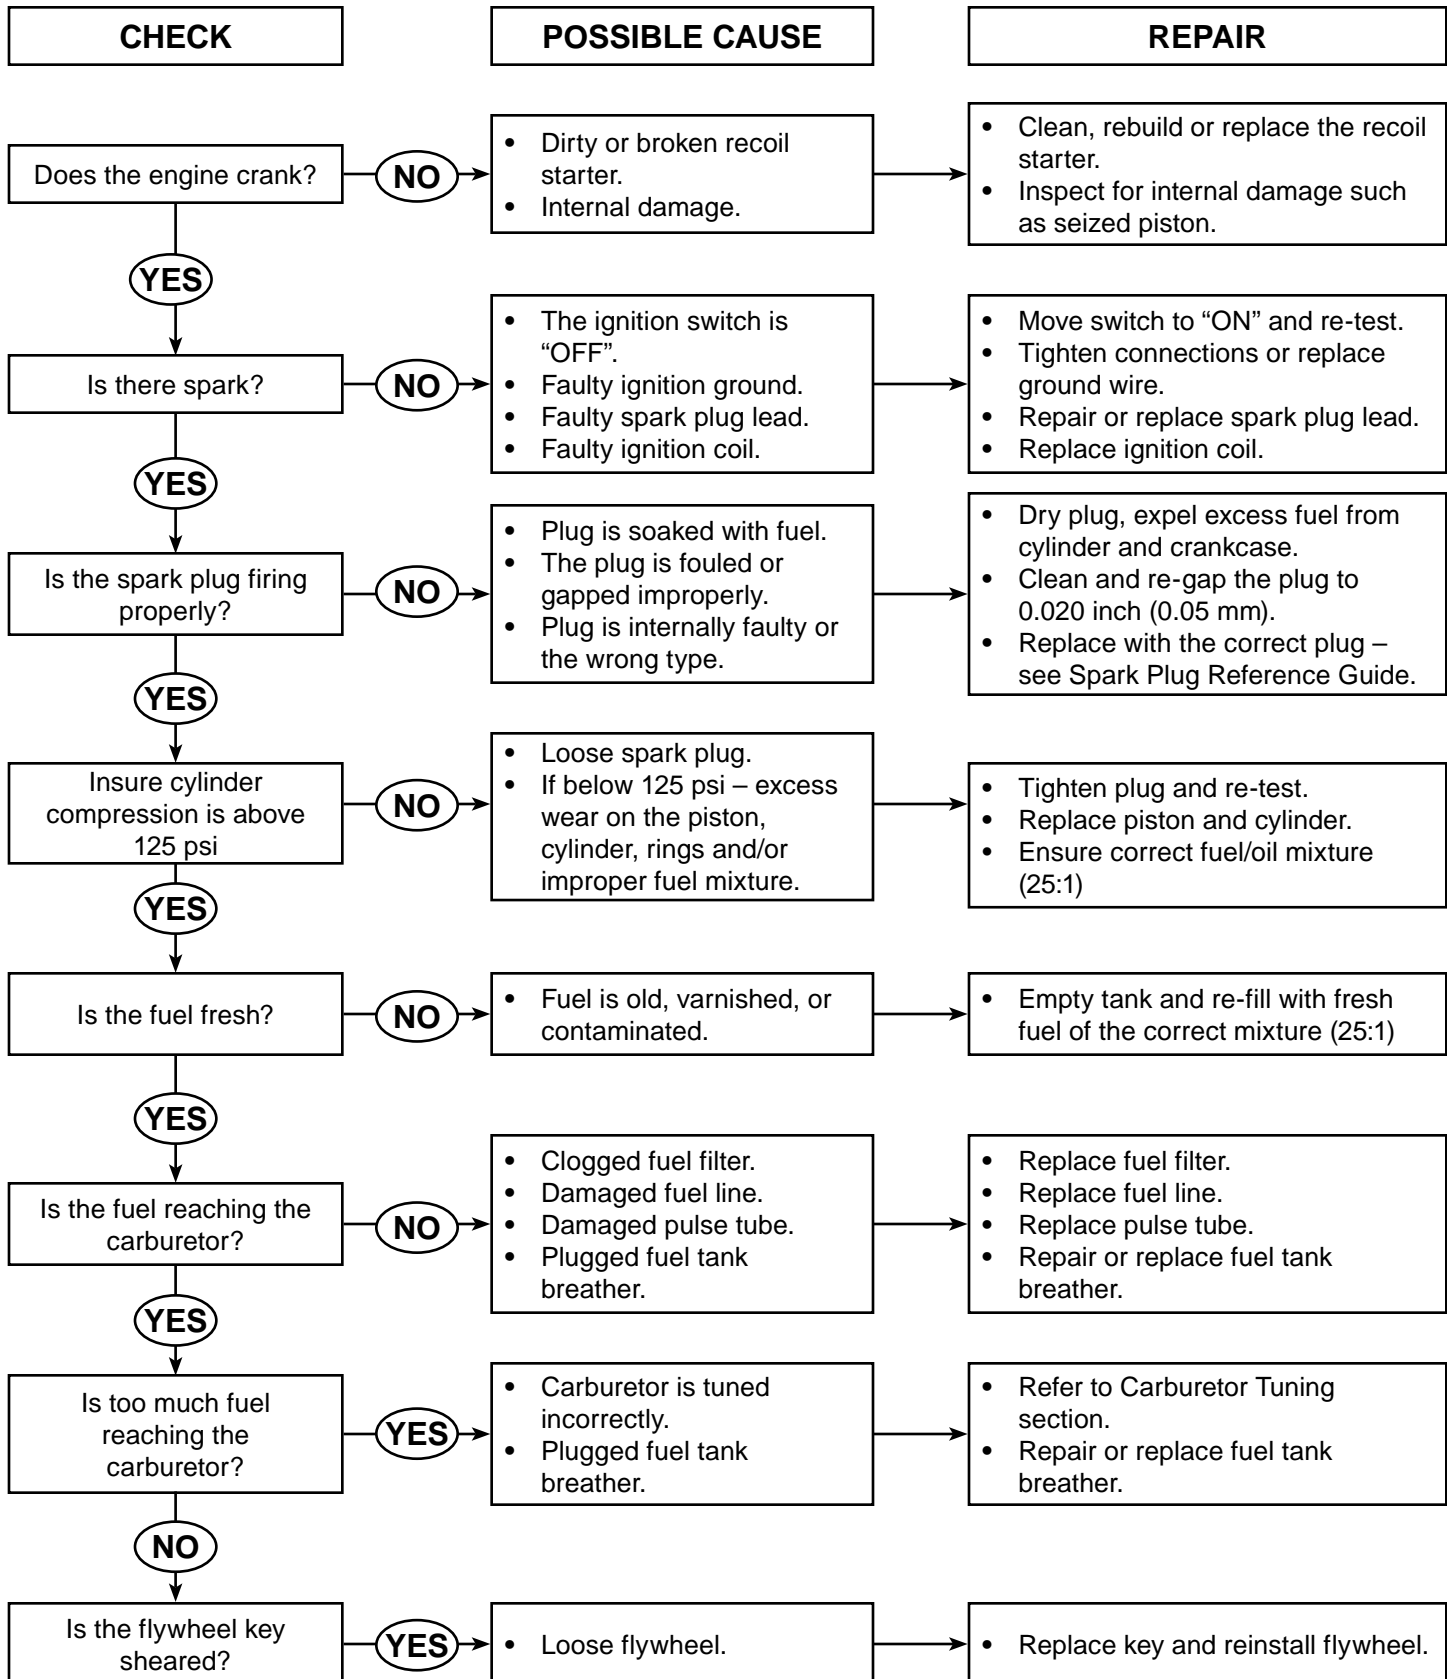 CHECK
POSSIBLE CAUSE
REPAIR
Does the engine crank?
NO
• Dirty or broken recoil
starter.
• Internal damage.
• Clean, rebuild or replace the recoil
starter.
• Inspect for internal damage such
as seized piston.
YES
Is there spark?
NO
• The ignition switch is
“OFF”.
• Faulty ignition ground.
• Faulty spark plug lead.
• Faulty ignition coil.
• Move switch to “ON” and re-test.
• Tighten connections or replace
ground wire.
• Repair or replace spark plug lead.
• Replace ignition coil.
YES
Is the spark plug firing
properly?
NO
• Plug is soaked with fuel.
• The plug is fouled or
gapped improperly.
• Plug is internally faulty or
the wrong type.
• Dry plug, expel excess fuel from
cylinder and crankcase.
• Clean and re-gap the plug to
0.020 inch (0.05 mm).
• Replace with the correct plug –
see Spark Plug Reference Guide.
YES
Insure cylinder
compression is above
125 psi
NO
• Loose spark plug.
• If below 125 psi – excess
wear on the piston,
cylinder, rings and/or
improper fuel mixture.
• Tighten plug and re-test.
• Replace piston and cylinder.
• Ensure correct fuel/oil mixture
(25:1)
YES
Is the fuel fresh?
NO
• Fuel is old, varnished, or
contaminated.
• Empty tank and re-fill with fresh
fuel of the correct mixture (25:1)
YES
Is the fuel reaching the
carburetor?
NO
• Clogged fuel filter.
• Damaged fuel line.
• Damaged pulse tube.
• Plugged fuel tank
breather.
• Replace fuel filter.
• Replace fuel line.
• Replace pulse tube.
• Repair or replace fuel tank
breather.
YES
Is too much fuel
reaching the
carburetor?
YES
• Carburetor is tuned
incorrectly.
• Plugged fuel tank
breather.
• Refer to Carburetor Tuning
section.
• Repair or replace fuel tank
breather.
NO
Is the flywheel key
sheared?
YES
• Loose flywheel.
• Replace key and reinstall flywheel.